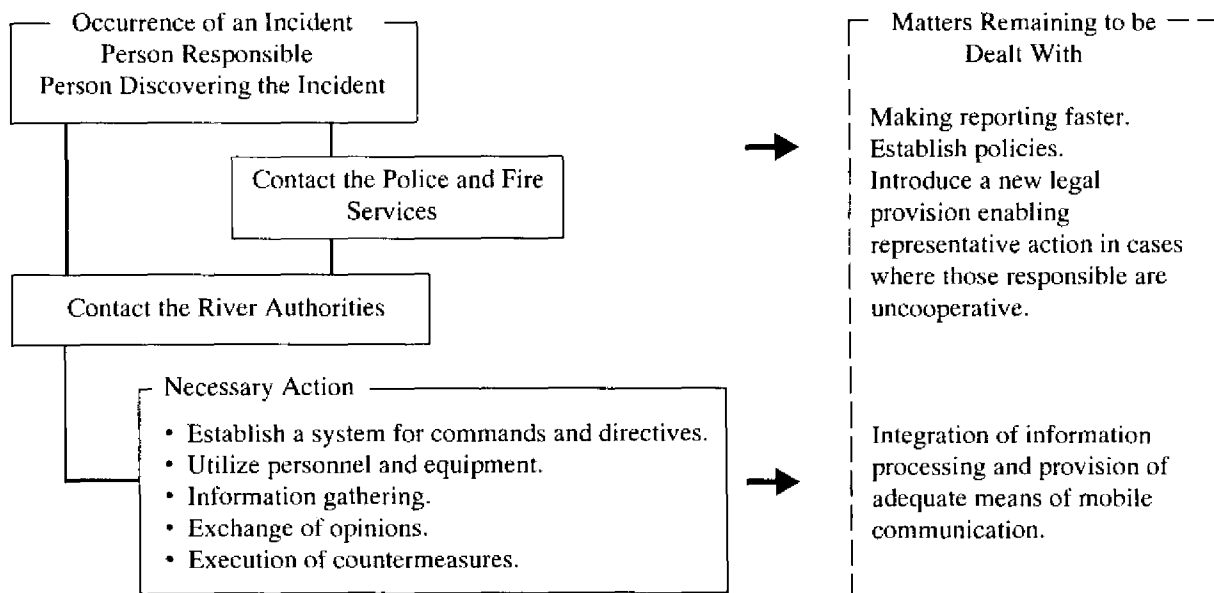 Occurrence of an Incident
Person Responsible
Person Discovering the Incident
Contact the Police and Fire
Services
Contact the River Authorities
Necessary Action
• Establish a system for commands and directives.
• Utilize personnel and equipment.
• Information gathering.
• Exchange of opinions.
• Execution of countermeasures.
Matters Remaining to be
Dealt With
Making reporting faster.
Establish policies.
Introduce a new legal
provision enabling
representative action in cases
where those responsible are
uncooperative.
Integration of information
processing and provision of
adequate means of mobile
communication.